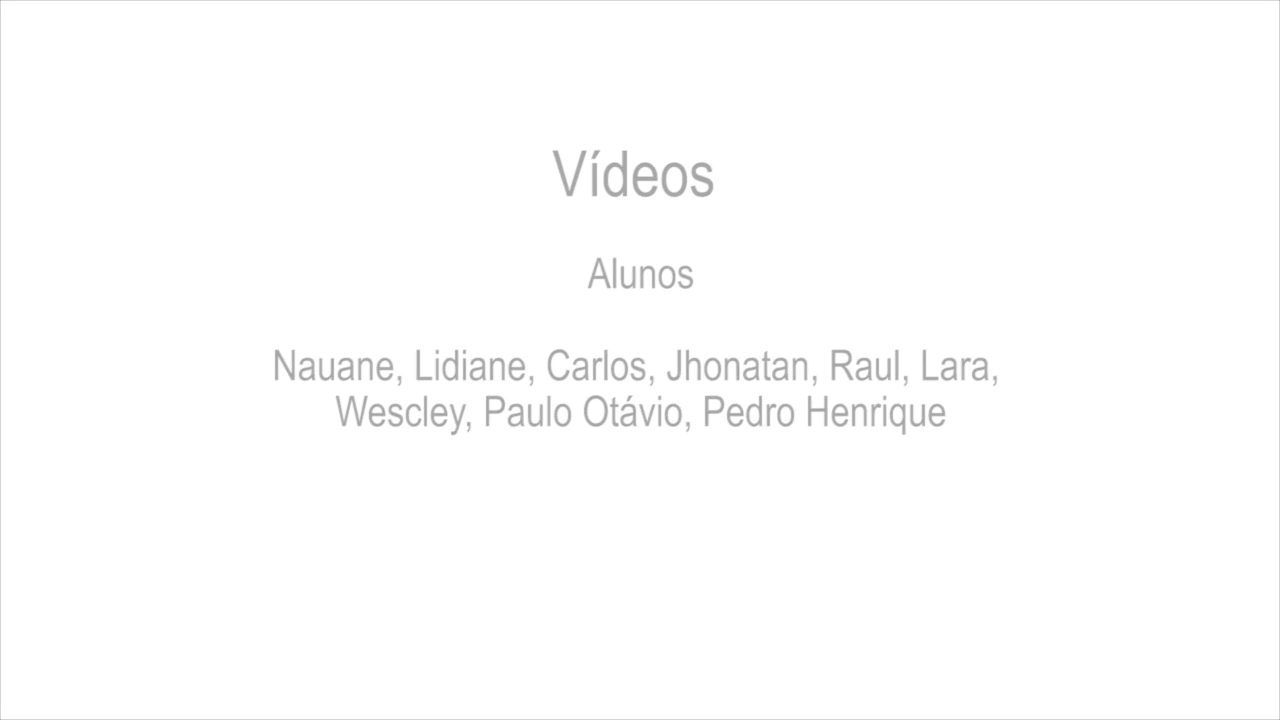 Vídeos
Alunos
Nauane, Lidiane, Carlos, Jhonatan, Raul, Lara,
Wescley, Paulo Otávio, Pedro Henrique